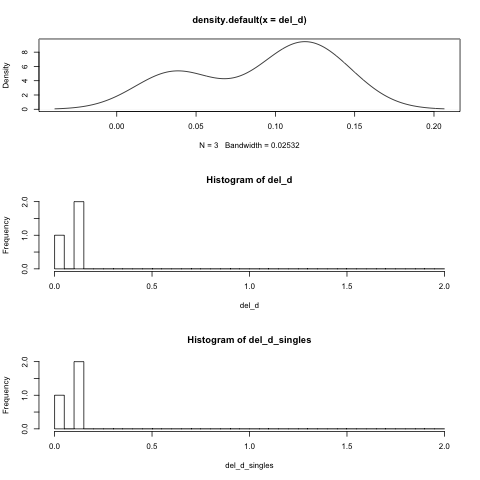 density.default(x = del_d)
Density
0 2 4 6 8
0.00 0.05 0.10 0.15 0.20
N = 3 Bandwidth = 0.02532
Histogram of del_d
Frequency
0.0 1.0 2.0
0.0 0.5 1.0 1.5 2.0
del_d
Histogram of del_d_singles
Frequency
0.0 1.0 2.0
0.0 0.5 1.0 1.5 2.0
del_d_singles